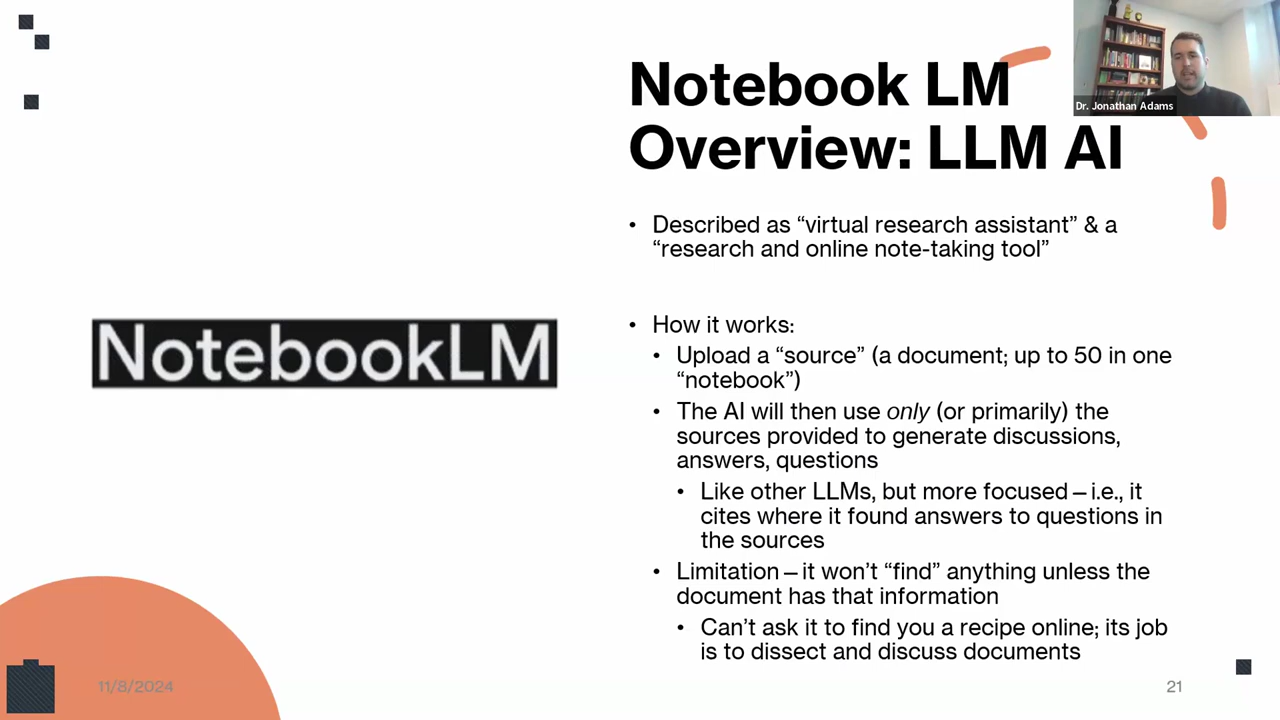 Notebook LM
Overview: LLM AI
Dr. Jonathan Adams
• Described as “virtual research assistant” & a
“research and online note-taking tool”
NotebookLM
• How it works:
• Upload a “source” (a document; up to 50 in one
“notebook”)
• The AI will then use only (or primarily) the
sources provided to generate discussions,
answers, questions
• Like other LLMs, but more focused – i.e., it
cites where it found answers to questions in
the sources
• Limitation – it won’t “find” anything unless the
document has that information
• Can’t ask it to find you a recipe online; its job
is to dissect and discuss documents
11/8/2024
21